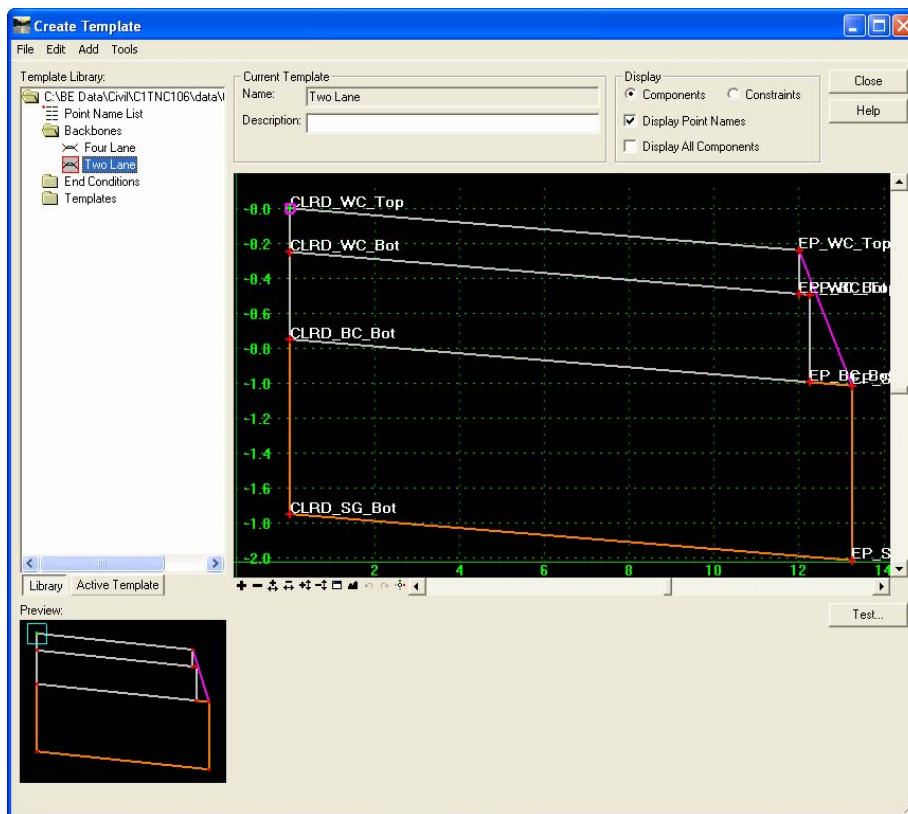 Create Template
File Edit Add Tools
Template Library:
C:\BE Data\Civil\C1TNC106\data\
Point Name List
Backbones
Four Lane
Two Lane
End Conditions
Templates
Library Active Template
Current Template
Name: Two Lane
Description:
Display
Components Constraints
Display Point Names
Display All Components
Close
Help
CLRD_WC_Top
CLRD_WC_Bot
CLRD_BC_Bot
CLRD_SG_Bot
EP_WC_Top
EP_BC_Bot
EP_S
-0.0
-0.2
-0.4
-0.6
-0.8
-1.0
-1.2
-1.4
-1.6
-1.8
-2.0
2 4 6 8 10 12 14
Test...
Preview: